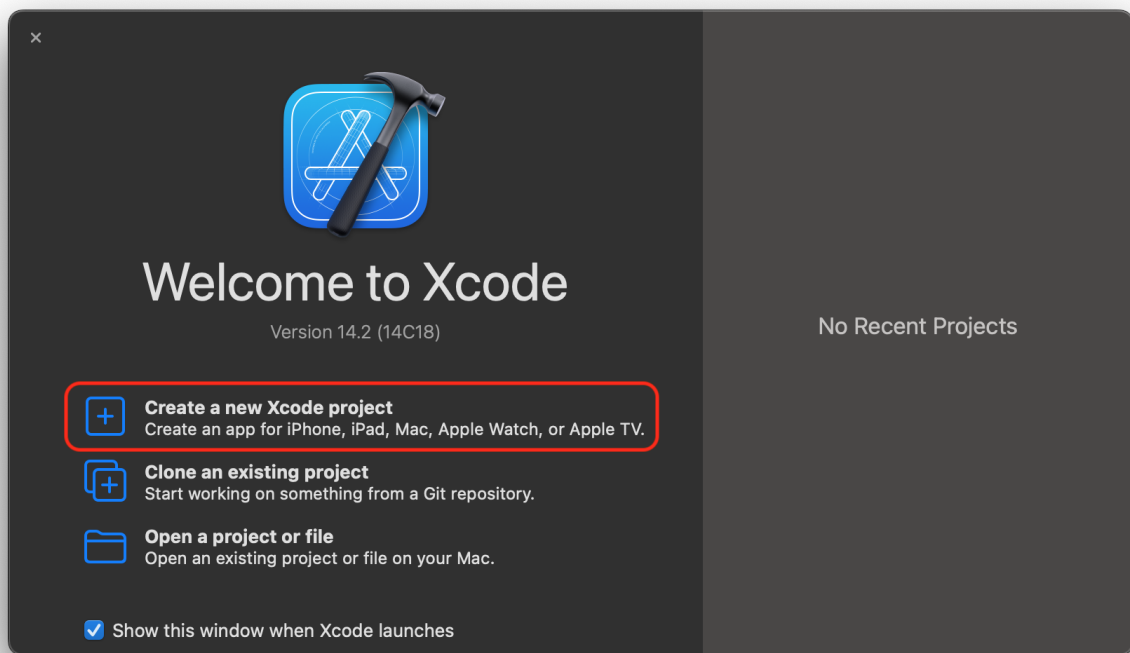 Welcome to Xcode
Version 14.2 (14C18)
Create a new Xcode project
Create an app for iPhone, iPad, Mac, Apple Watch, or Apple TV.
Clone an existing project
Start working on something from a Git repository.
Open a project or file
Open an existing project or file on your Mac.
Show this window when Xcode launches
No Recent Projects